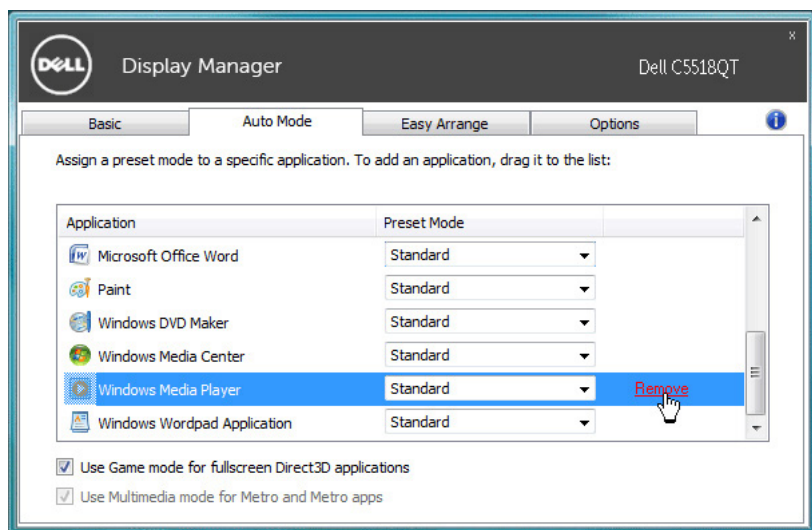 DELL
Display Manager
Dell C5518QT
x
Basic
Auto Mode
Easy Arrange
Options
i
Assign a preset mode to a specific application. To add an application, drag it to the list:
Application Preset Mode
Microsoft Office Word Standard
Paint Standard
Windows DVD Maker Standard
Windows Media Center Standard
Windows Media Player Standard Remove
Windows Wordpad Application Standard
Use Game mode for fullscreen Direct3D applications
Use Multimedia mode for Metro and Metro apps